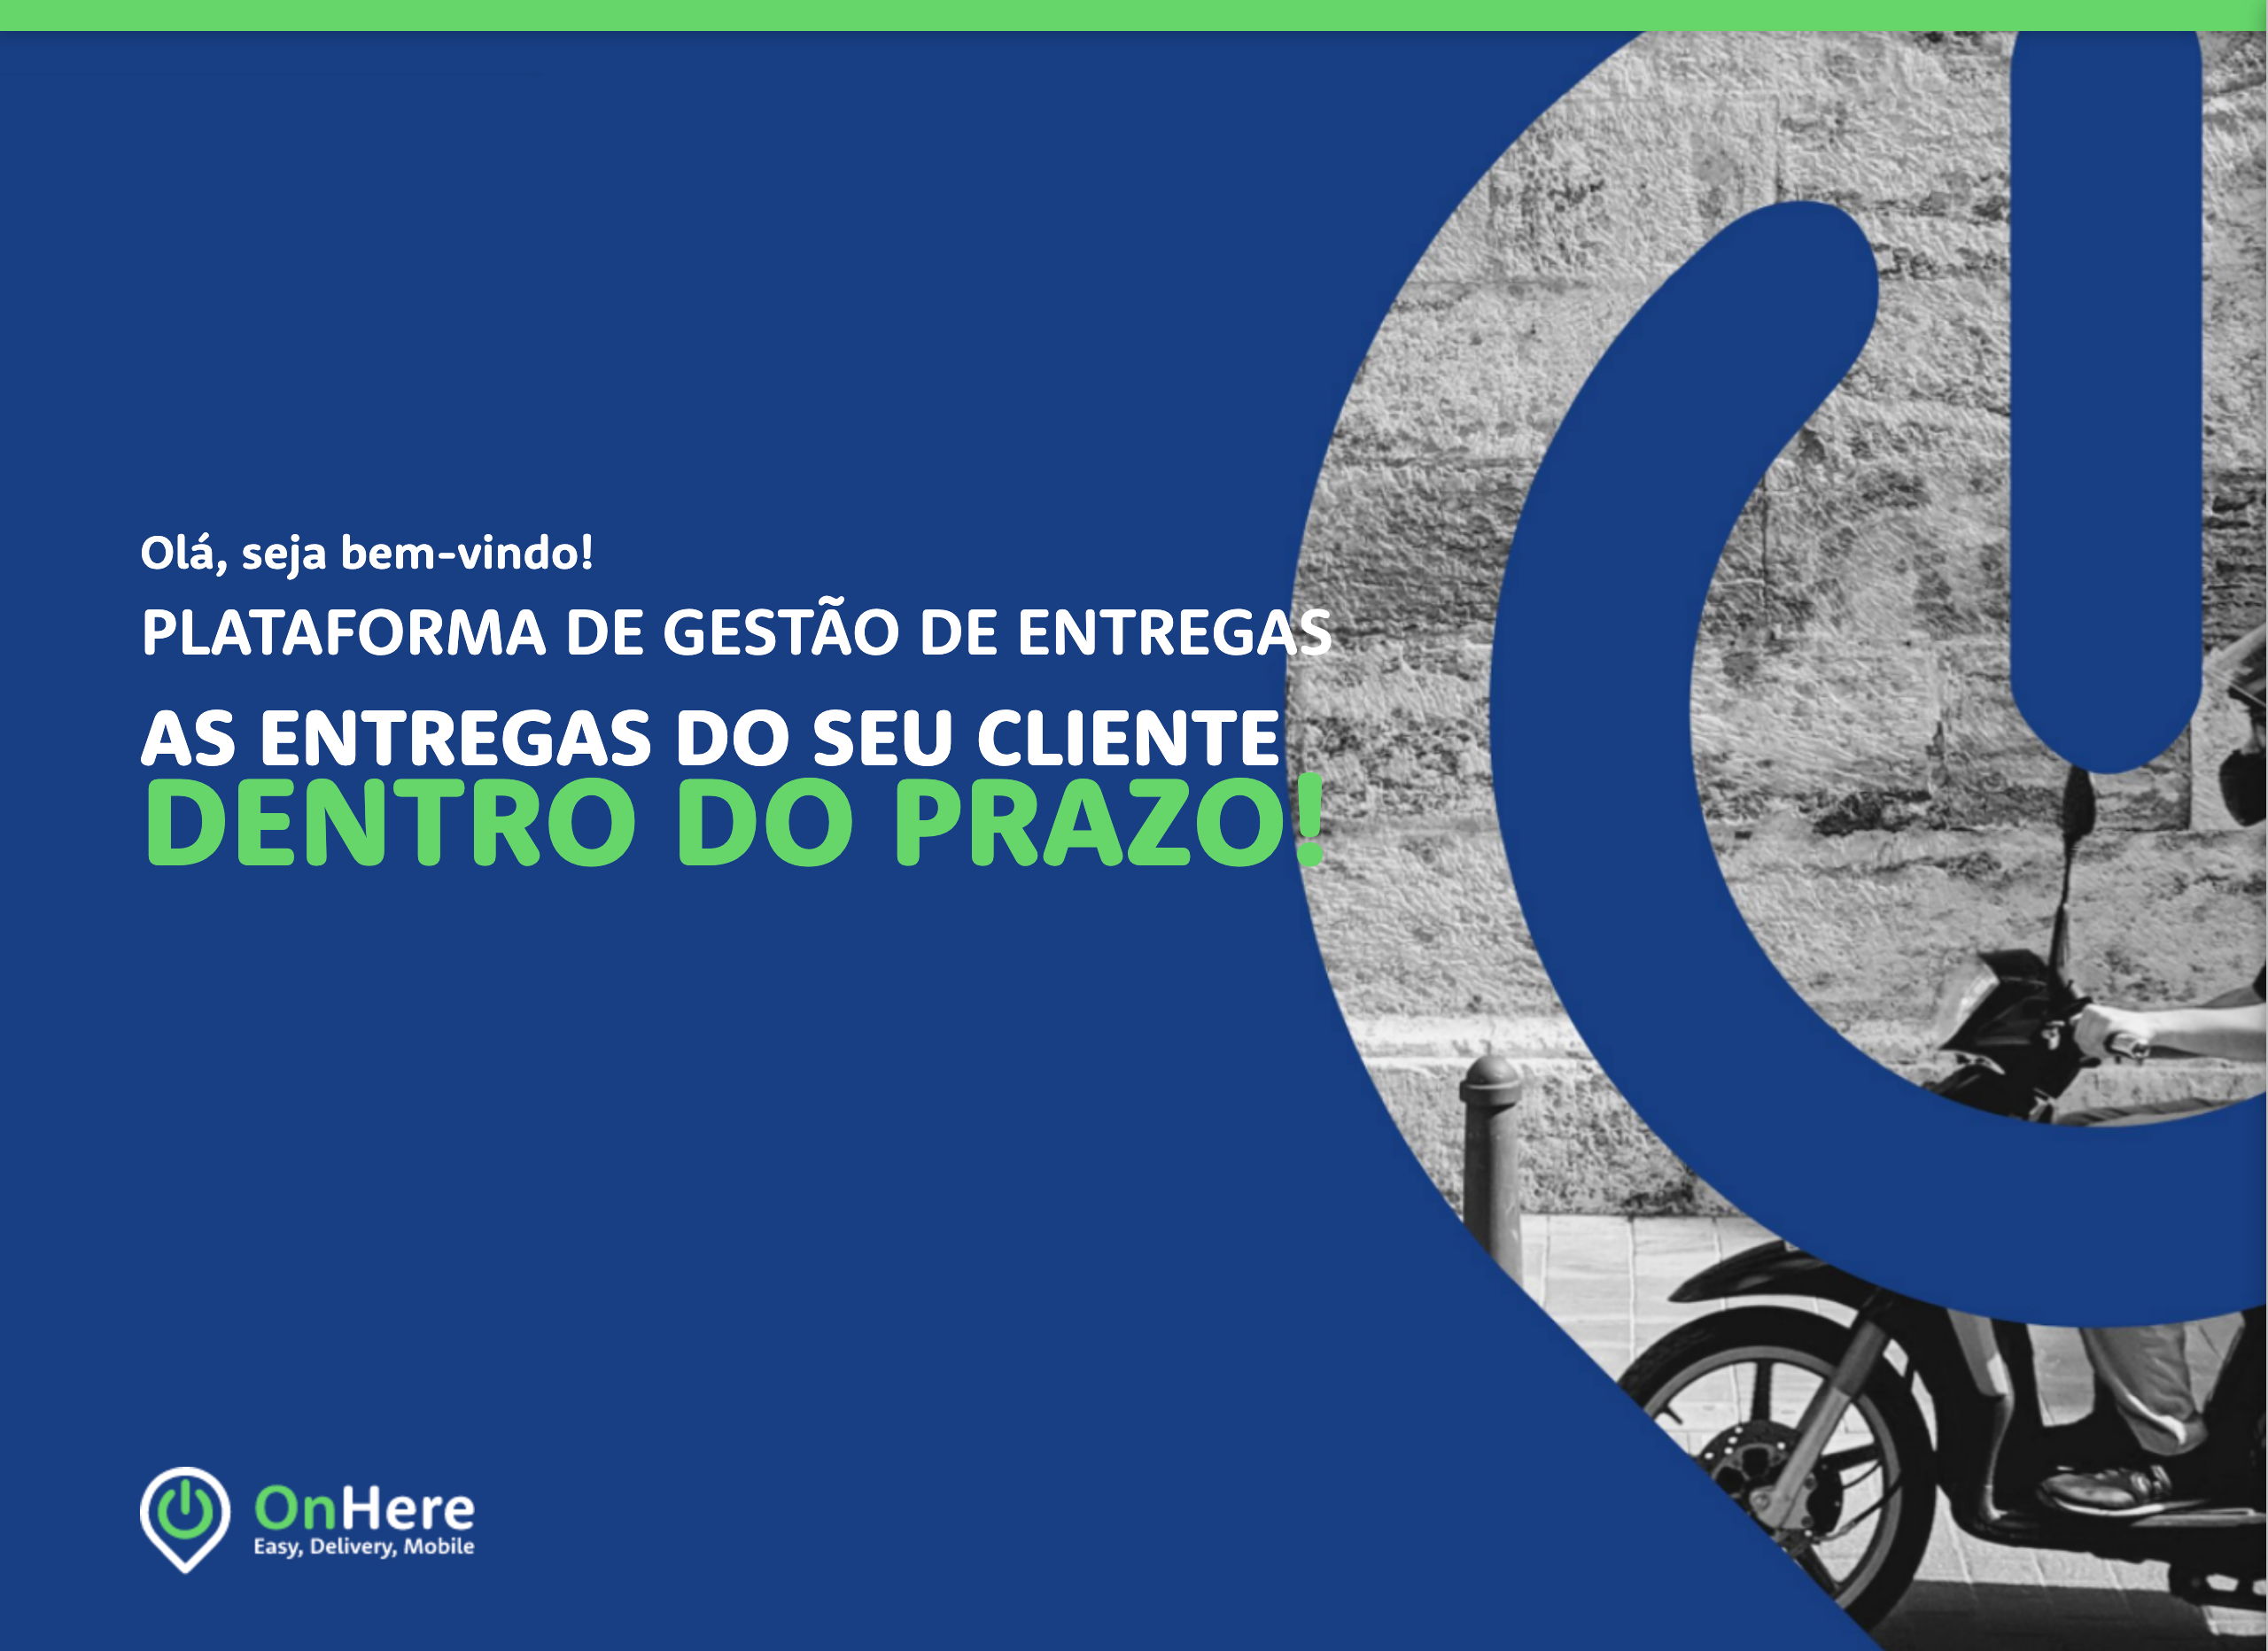 Olá, seja bem-vindo!
PLATAFORMA DE GESTÃO DE ENTREGAS
AS ENTREGAS DO SEU CLIENTE
DENTRO DO PRAZO!
OnHere
Easy, Delivery, Mobile